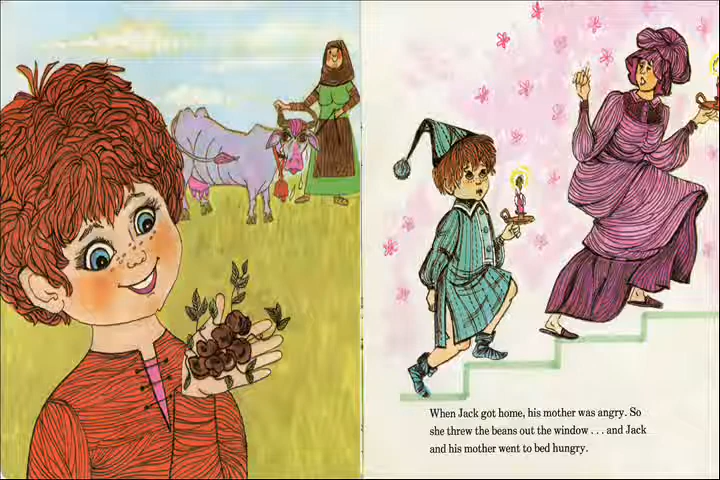 When Jack got home, his mother was angry. So
she threw the beans out the window . . . and Jack
and his mother went to bed hungry.